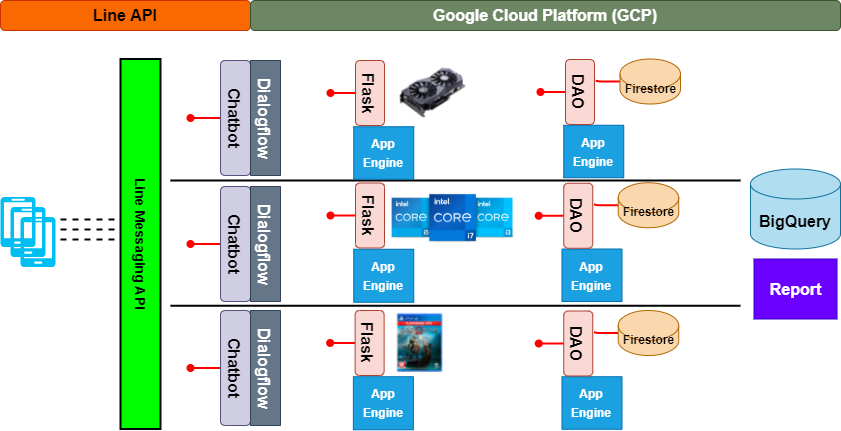 Line API
Google Cloud Platform (GCP)
Line Messaging API
Chatbot
Dialogflow
Flask
App
Engine
DAO
App
Engine
Firestore
Chatbot
Dialogflow
Flask
App
Engine
intel.
CORE
i5
intel.
CORE
i7
intel.
CORE
i3
DAO
App
Engine
Firestore
Chatbot
Dialogflow
Flask
App
Engine
DAO
App
Engine
Firestore
BigQuery
Report